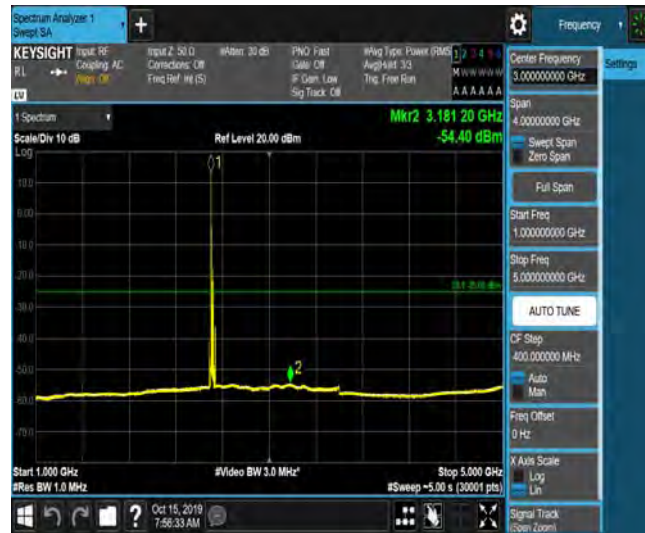 Spectrum Analyzer 1
Swept SA
+
Frequency
KEYSIGHT
Input: RF
R L
Coupling: AC
Align: Off
LV
Input Z: 50 Ω
Corrections: Off
Freq Ref: Int (S)
#Atten: 30 dB
PNO: Fast
Gate: Off
IF Gain: Low
Sig Track: Off
#Avg Type: Power (RMS
Avg|Hold: 3/3
Trig: Free Run
1 2 3 4 5 6
M W W W W W
A A A A A A
Center Frequency
3.000000000 GHz
Settings
Span
4.00000000 GHz
Swept Span
Zero Span
Full Span
Start Freq
1.000000000 GHz
Stop Freq
5.000000000 GHz
AUTO TUNE
CF Step
400.000000 MHz
Auto
Man
Freq Offset
0 Hz
X Axis Scale
Log
Lin
Signal Track
(Span Zoom)
1 Spectrum
Scale/Div 10 dB
Ref Level 20.00 dBm
Mkr2 3.181 20 GHz
-54.40 dBm
Log
1
10.0
0.00
-10.0
-20.0
-30.0
-40.0
-50.0
2
-60.0
-70.0
Start 1.000 GHz
#Video BW 3.0 MHz*
Stop 5.000 GHz
#Res BW 1.0 MHz
#Sweep ~5.00 s (30001 pts)
?
Oct 15, 2019
7:56:33 AM